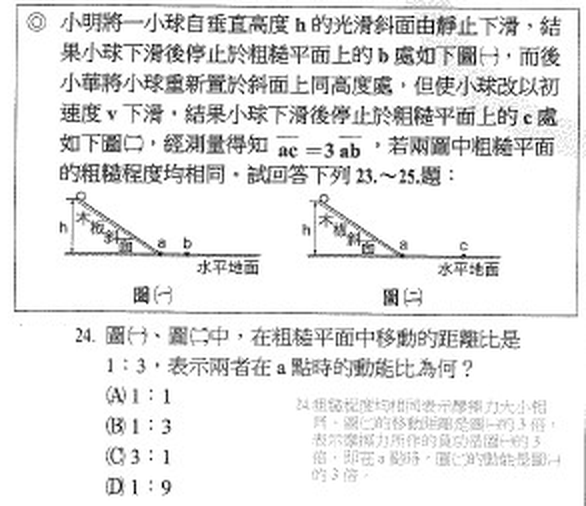 ◎ 小明將一小球自垂直高度 h 的光滑斜面由靜止下滑，結
果小球下滑後停止於粗糙平面上的 b 處如下圖㈠，而後
小華將小球重新置於斜面上同高度處，但使小球改以初
速度 v 下滑，結果小球下滑後停止於粗糙平面上的 c 處
如下圖㈡，經測量得知 ac = 3 ab ，若兩圖中粗糙平面
的粗糙程度均相同。試回答下列 23.～25.題：
h 木板斜面 a b
水平地面
圖㈠
h 木板斜面 a c
水平地面
圖㈡
24. 圖㈠、圖㈡中，在粗糙平面中移動的距離比是
1：3，表示兩者在 a 點時的動能比為何？
(A) 1：1
(B) 1：3
(C) 3：1
(D) 1：9
24.粗糙程度均相同表示摩擦力大小相
同。圖㈡的移動距離是圖㈠的 3 倍，
表示摩擦力所作的負功是圖㈠的 3
倍，即在 a 點時，圖㈡的動能是圖㈠
的 3 倍。